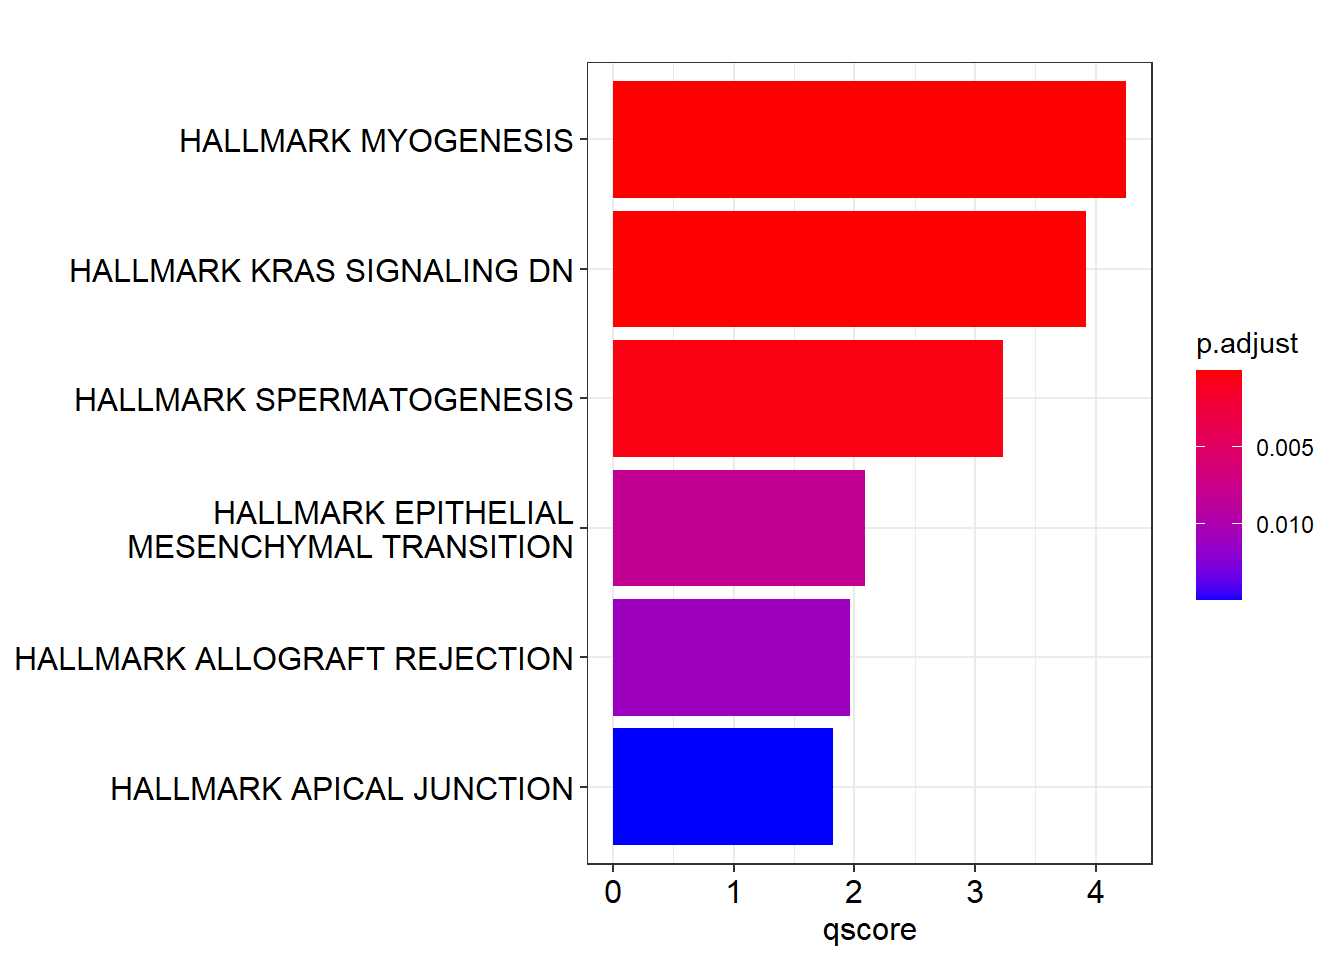 HALLMARK MYOGENESIS
HALLMARK KRAS SIGNALING DN
HALLMARK SPERMATOGENESIS
HALLMARK EPITHELIAL
MESENCHYMAL TRANSITION
HALLMARK ALLOGRAFT REJECTION
HALLMARK APICAL JUNCTION
0 1 2 3 4
qscore
p.adjust
0.005
0.010